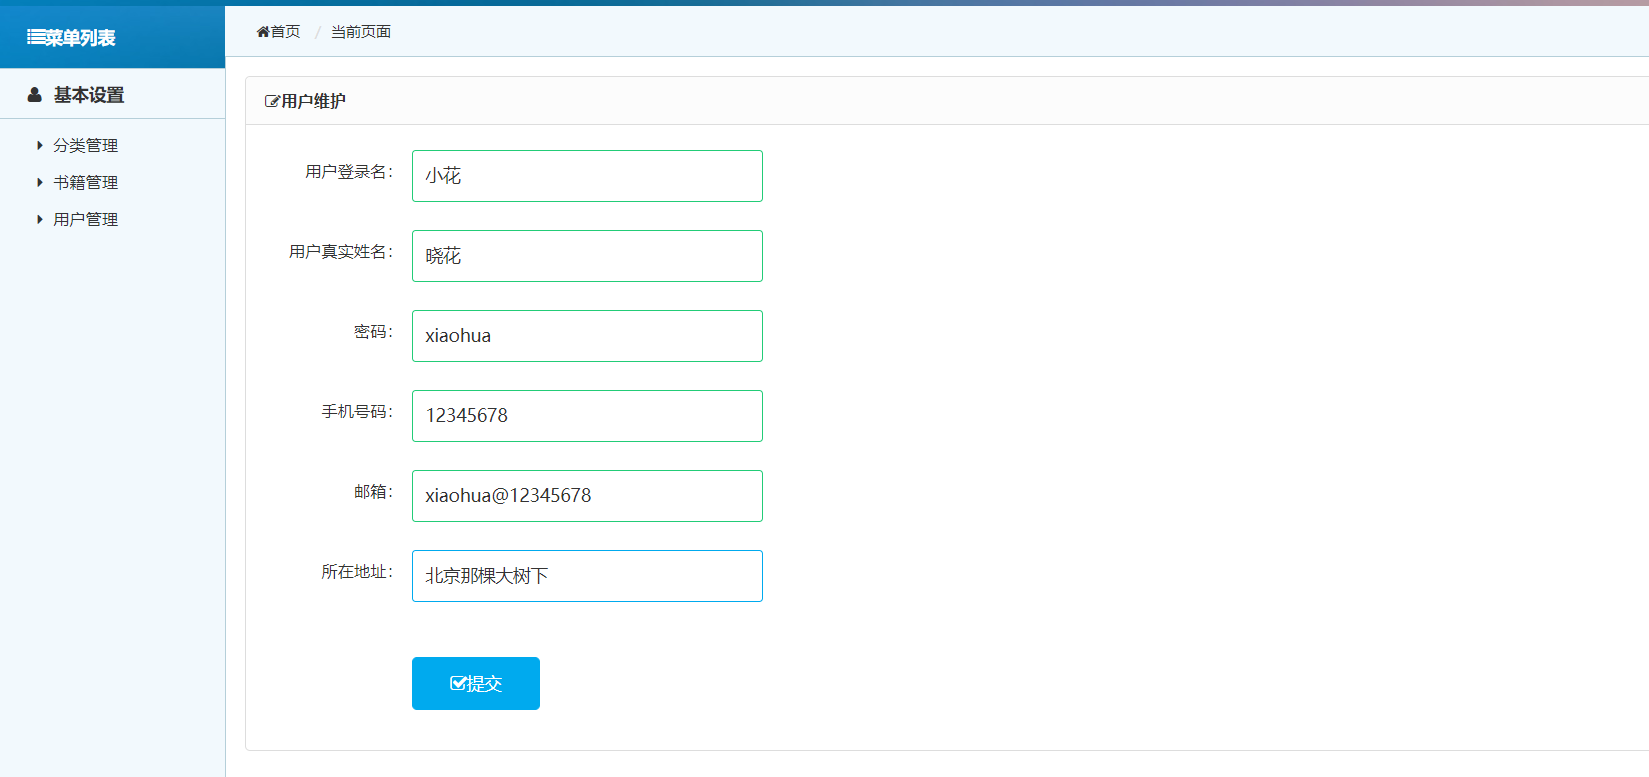 菜单列表
首页 / 当前页面
基本设置
分类管理
书籍管理
用户管理
用户维护
用户登录名： 小花
用户真实姓名： 晓花
密码： xiaohua
手机号码： 12345678
邮箱： xiaohua@12345678
所在地址： 北京那棵大树下
提交